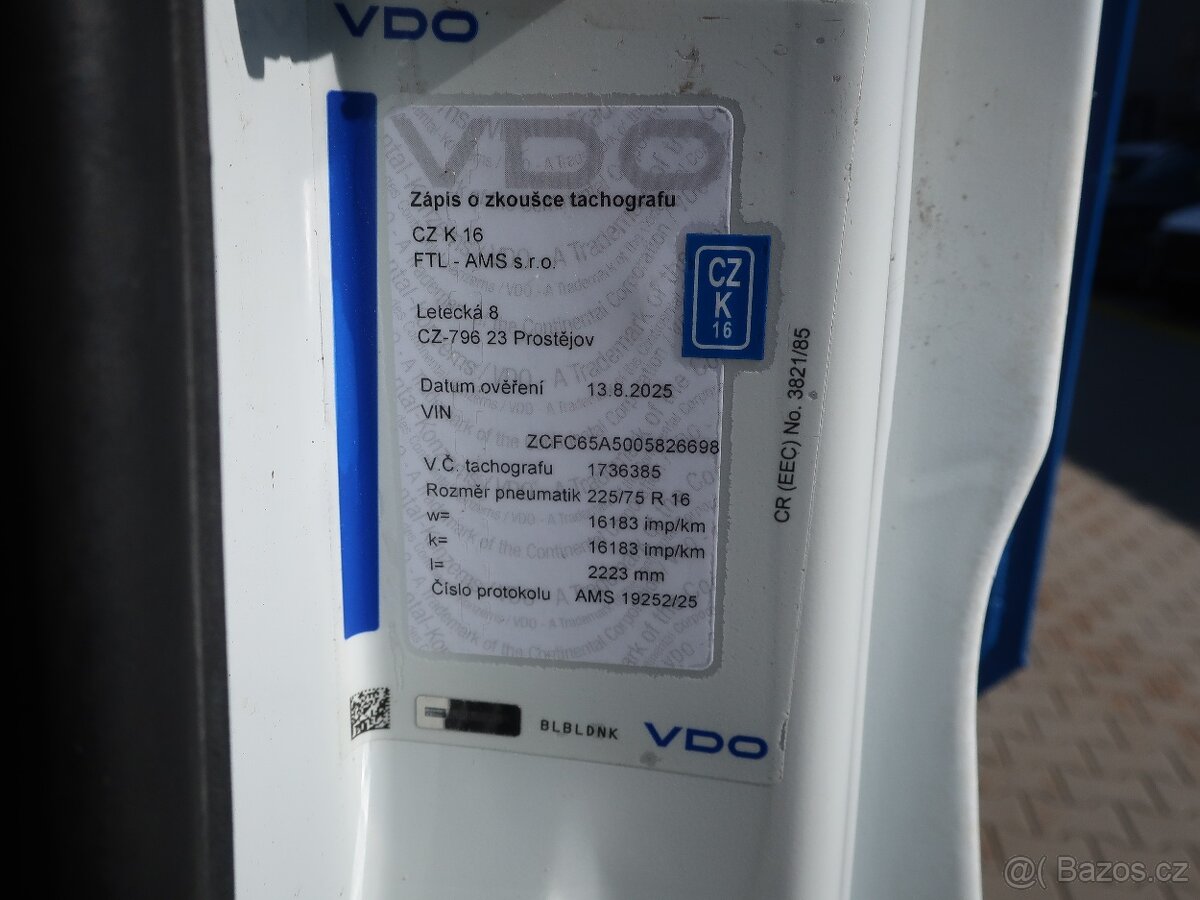 VDO
VDO
Zápis o zkoušce tachografu
CZ K 16
FTL - AMS s.r.o.
Letecká 8
CZ-796 23 Prostějov
CZ
K
16
Datum ověření 13.8.2025
VIN
ZCFC65A5005826698
V.Č. tachografu 1736385
Rozměr pneumatik 225/75 R 16
w= 16183 imp/km
k= 16183 imp/km
l= 2223 mm
Číslo protokolu AMS 19252/25
CR (EEC) No. 3821/85
BLBLDNK
VDO
@( Bazos.cz